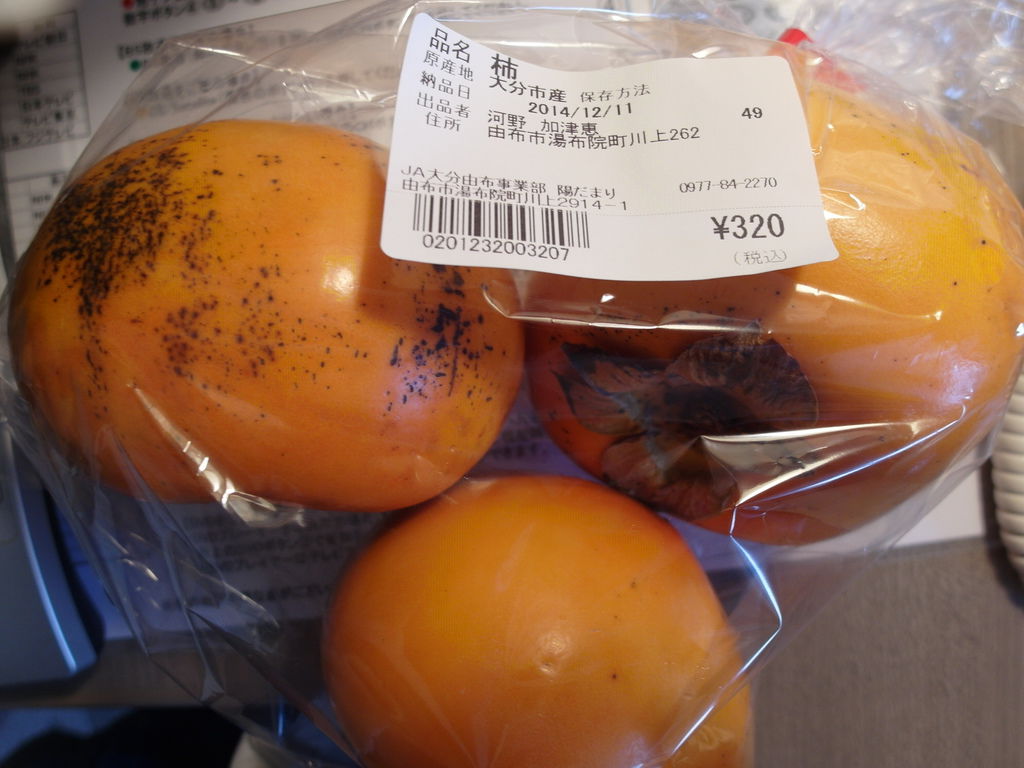 品名 柿
原産地 大分市産 保存方法
納品日 2014/12/11 49
出品者 河野 加津恵
住所 由布市湯布院町川上262
JA大分由布事業部 陽だまり
由布市湯布院町川上2914-1 0977-84-2270
0201232003207
¥320
(税込)